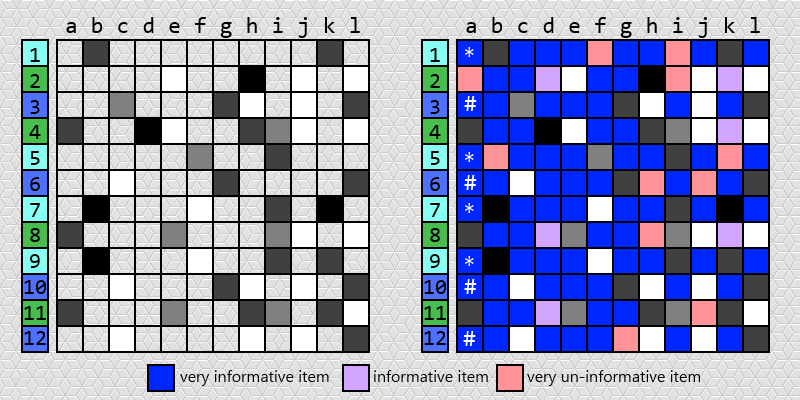 a b c d e f g h i j k l a b c d e f g h i j k l
1 1 *
2 2
3 3 #
4 4
5 5 *
6 6 #
7 7 *
8 8
9 9 *
10 10 #
11 11
12 12 #
very informative item informative item very un-informative item